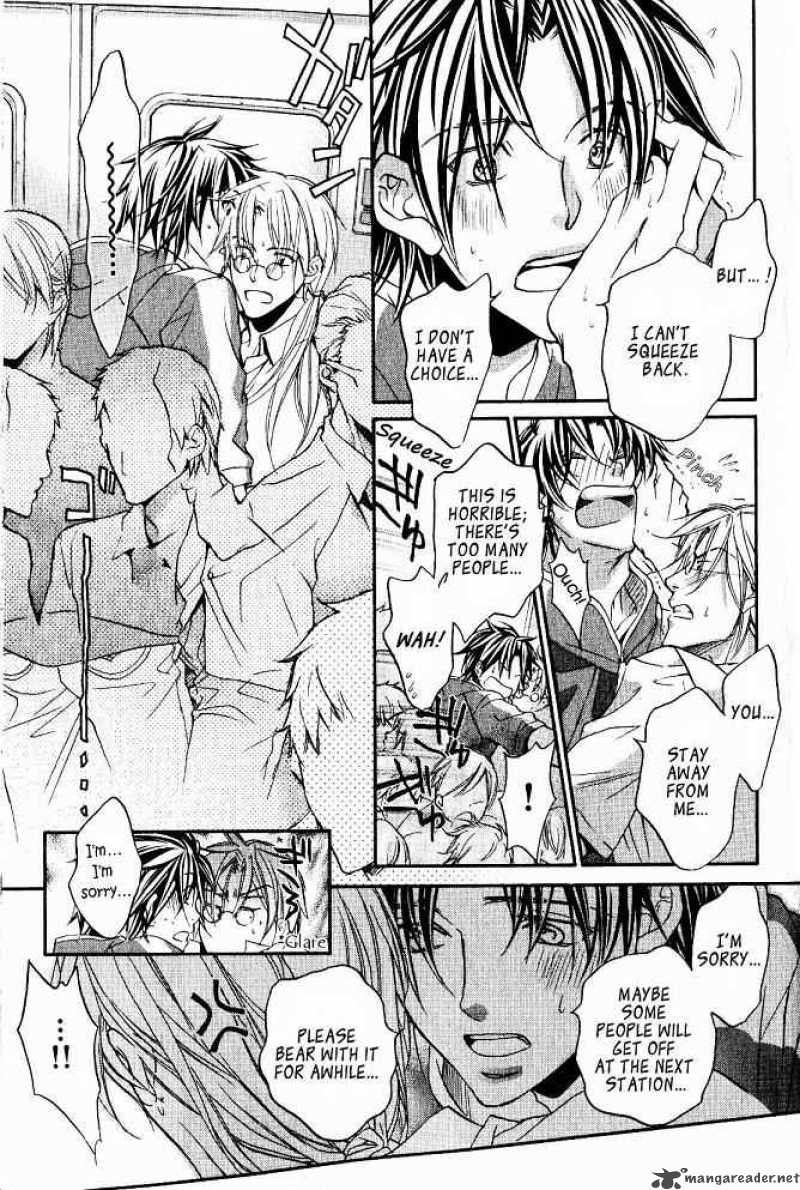 BUT... !
I CAN'T
SQUEEZE
BACK.
I DON'T
HAVE A
CHOICE...
Pinch
Ouch!
YOU...
STAY
AWAY
FROM
ME...
Squeeze
THIS IS
HORRIBLE;
THERE'S
TOO MANY
PEOPLE...
WAH!
!
I'm...
I'm
sorry...
Glare
I'M
SORRY...
MAYBE
SOME
PEOPLE WILL
GET OFF
AT THE NEXT
STATION...
PLEASE
BEAR WITH IT
FOR AWHILE...
...!!
mangareader.net